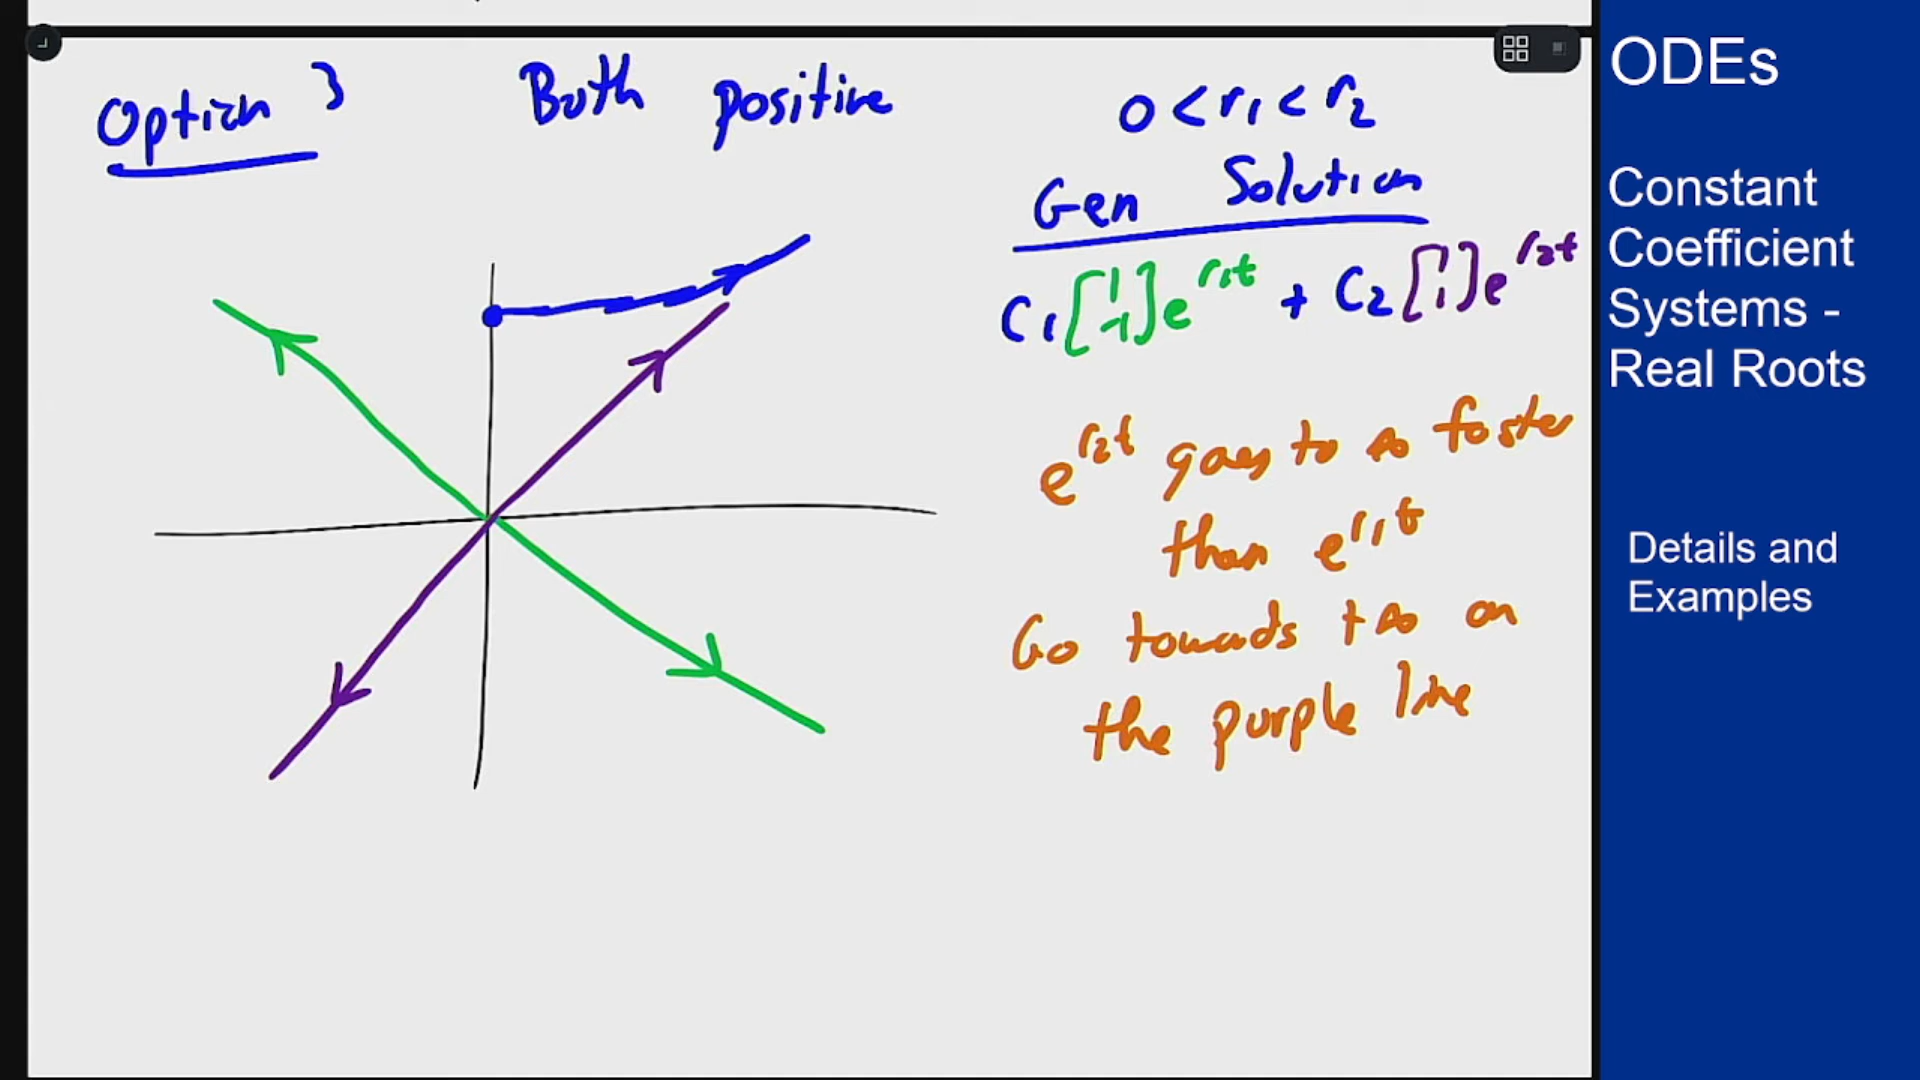 Option 3 Both positive 0 < r₁ < r₂
Gen Solution
C₁ [1 -1] e^{r₁t} + C₂ [1 1] e^{r₂t}
e^{r₂t} goes to ∞ faster
than e^{r₁t}
Go towards +∞ on
the purple line
ODEs
Constant
Coefficient
Systems -
Real Roots
Details and
Examples